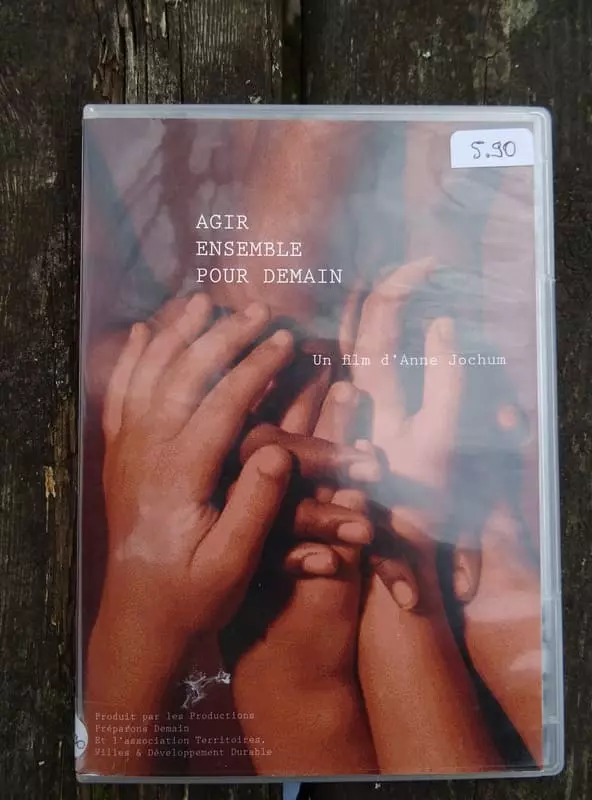 5.90
AGIR
ENSEMBLE
POUR DEMAIN
Un film d'Anne Jochum
Produit par les Productions
Préparons Demain
Et l'association Territoires,
Villes & Développement Durable